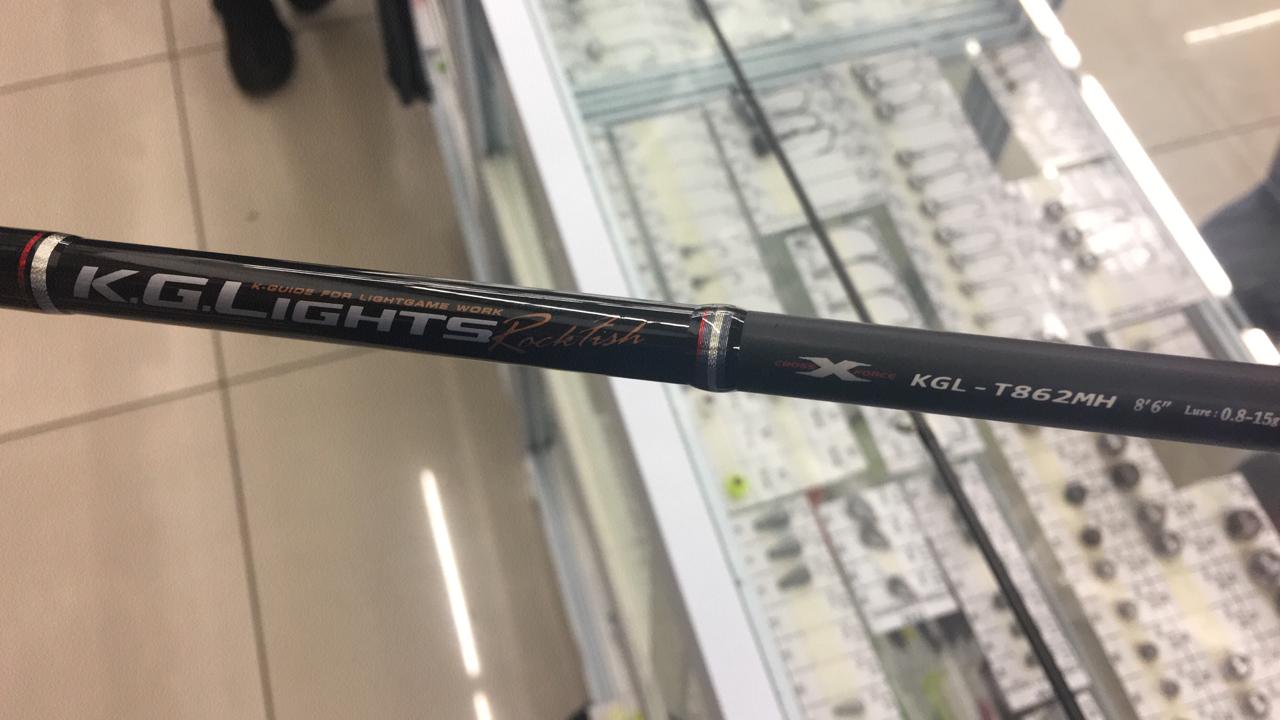 K-GUIDE FOR LIGHTGAME WORK
K.G.LIGHTS Rockfish
CROSS X FORCE KGL-T862MH 8'6" Lure : 0.8-15g